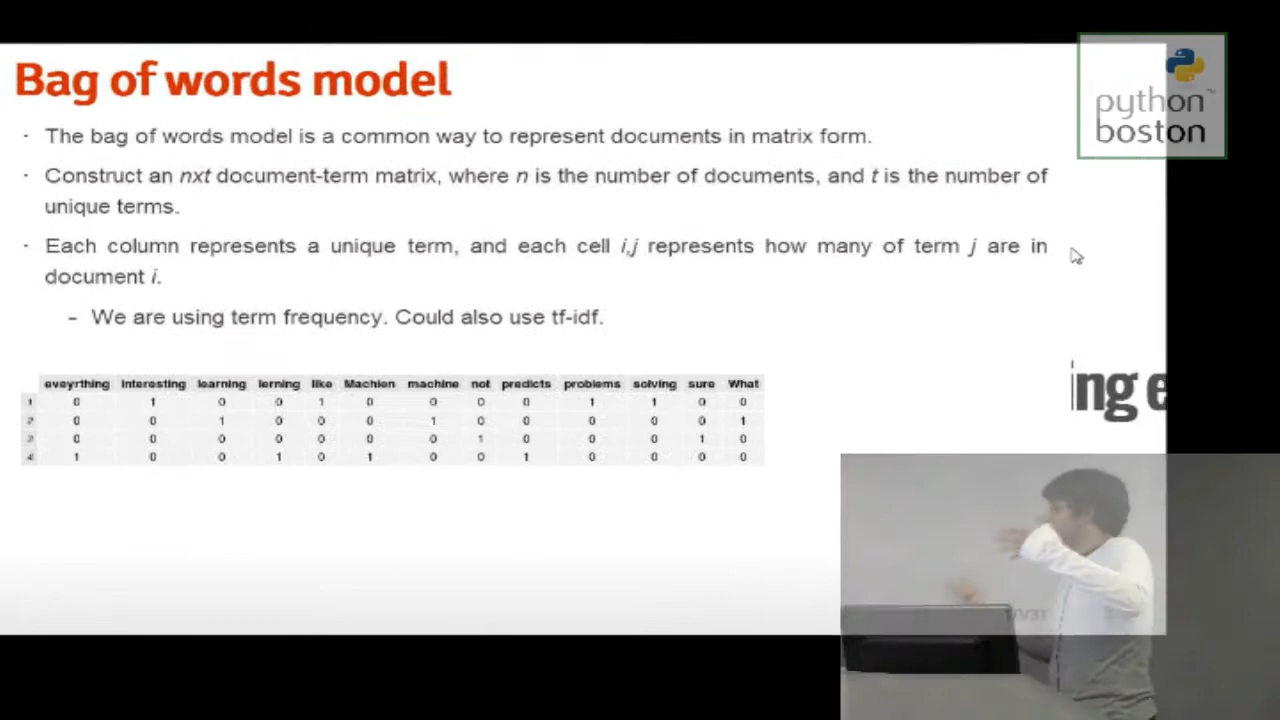 Bag of words model
· The bag of words model is a common way to represent documents in matrix form.
· Construct an nxt document-term matrix, where n is the number of documents, and t is the number of
unique terms.
· Each column represents a unique term, and each cell i,j represents how many of term j are in
document i.
– We are using term frequency. Could also use tf-idf.
eveyrthing interesting learning lerning like Machien machine not predicts problems solving sure What
1 0 1 0 0 1 0 0 0 0 1 1 0 0
2 0 0 1 0 0 0 1 0 0 0 0 0 1
3 0 0 0 0 0 0 0 1 0 0 0 1 0
4 1 0 0 1 0 1 0 0 1 0 0 0 0
python™
boston
ing e